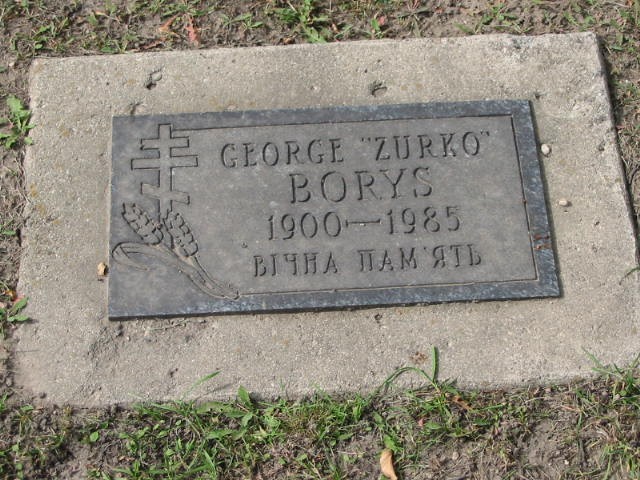 GEORGE "ZURKO"
BORYS
1900—1985
ВІЧНА ПАМ'ЯТЬ